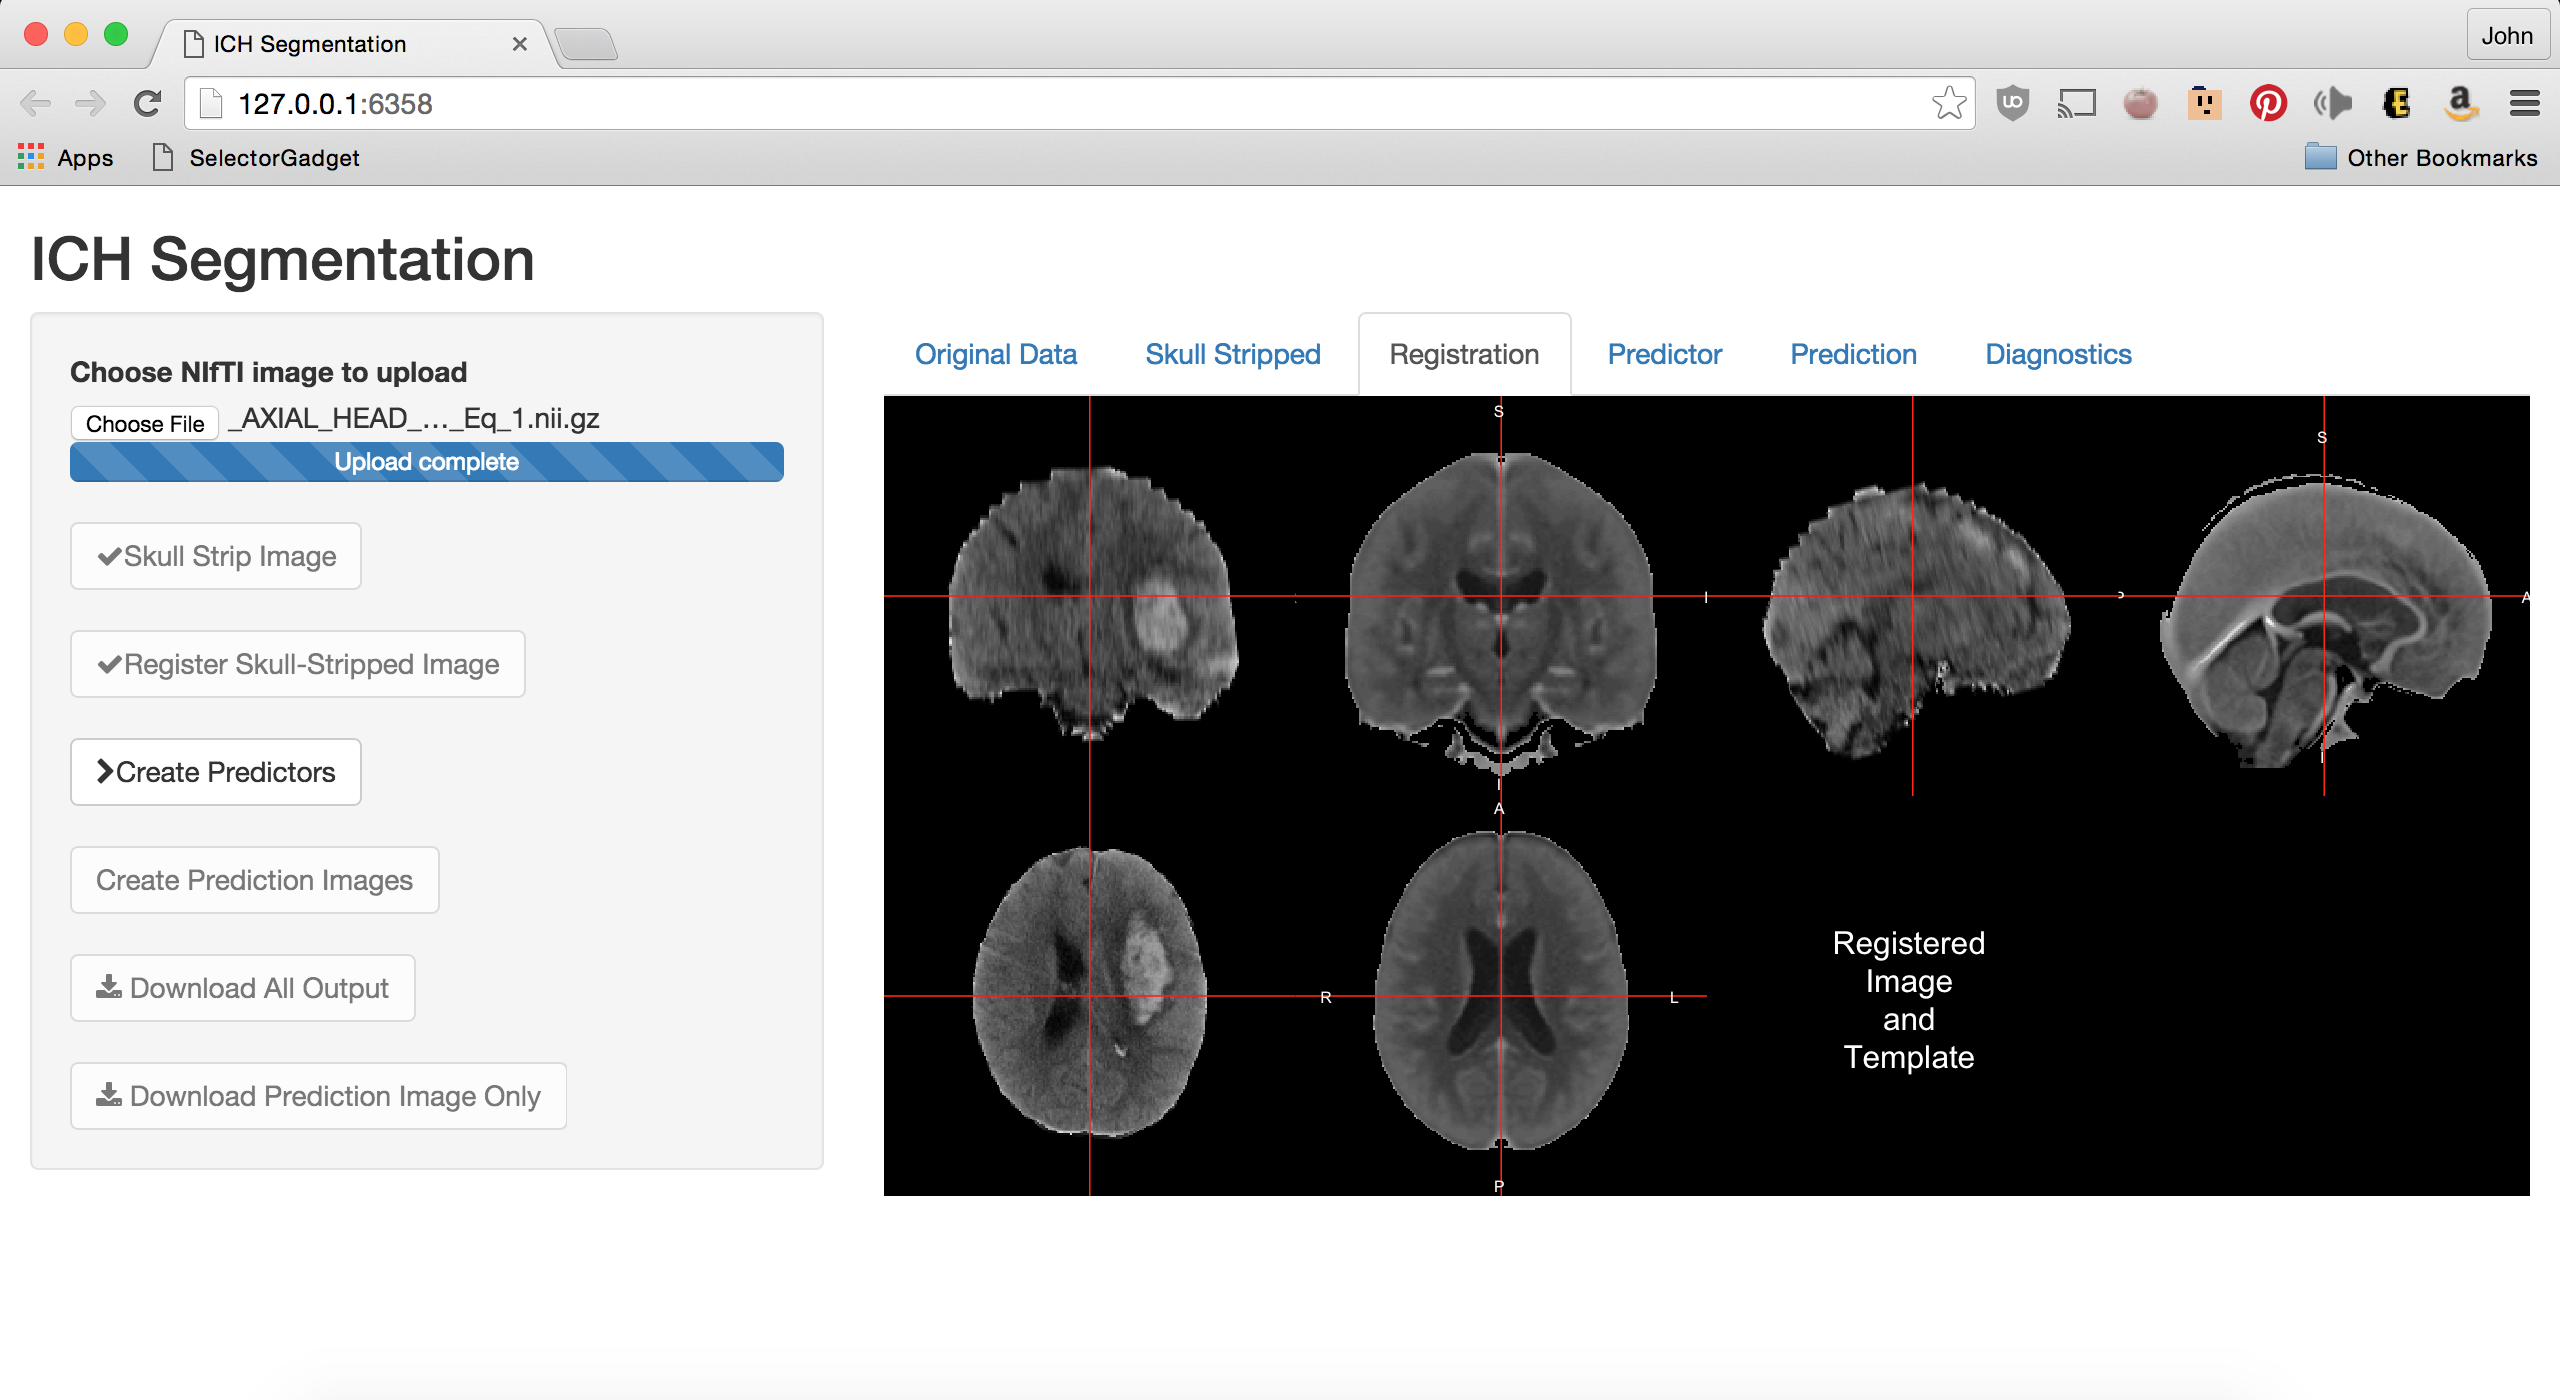 ICH Segmentation
John
127.0.0.1:6358
Apps
SelectorGadget
Other Bookmarks
ICH Segmentation
Choose NIfTI image to upload
Choose File _AXIAL_HEAD_..._Eq_1.nii.gz
Upload complete
Skull Strip Image
Register Skull-Stripped Image
Create Predictors
Create Prediction Images
Download All Output
Download Prediction Image Only
Original Data Skull Stripped Registration Predictor Prediction Diagnostics
S
S
I
A
I
I
A
R
L
P
Registered
Image
and
Template